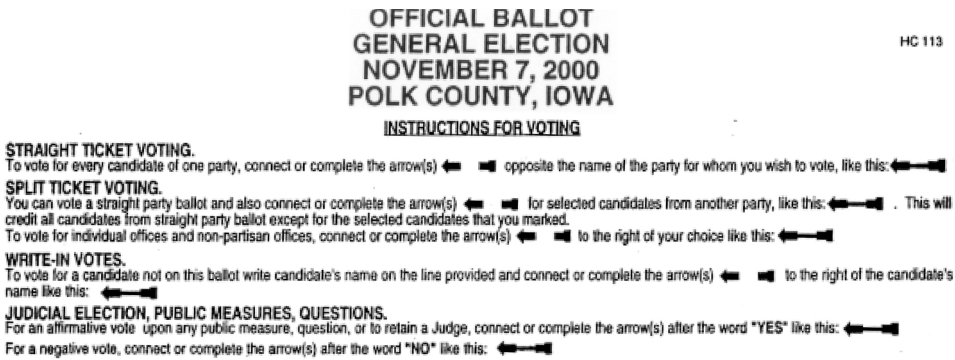 OFFICIAL BALLOT
GENERAL ELECTION
HC 113
NOVEMBER 7, 2000
POLK COUNTY, IOWA
INSTRUCTIONS FOR VOTING
STRAIGHT TICKET VOTING.
To vote for every candidate of one party, connect or complete the arrow(s) opposite the name of the party for whom you wish to vote, like this:
SPLIT TICKET VOTING.
You can vote a straight party ballot and also connect or complete the arrow(s) for selected candidates from another party, like this: . This will
credit all candidates from straight party ballot except for the selected candidates that you marked.
To vote for individual offices and non-partisan offices, connect or complete the arrow(s) to the right of your choice like this:
WRITE-IN VOTES.
To vote for a candidate not on this ballot write candidate's name on the line provided and connect or complete the arrow(s) to the right of the candidate's
name like this:
JUDICIAL ELECTION, PUBLIC MEASURES, QUESTIONS.
For an affirmative vote upon any public measure, question, or to retain a Judge, connect or complete the arrow(s) after the word "YES" like this:
For a negative vote, connect or complete the arrow(s) after the word "NO" like this: